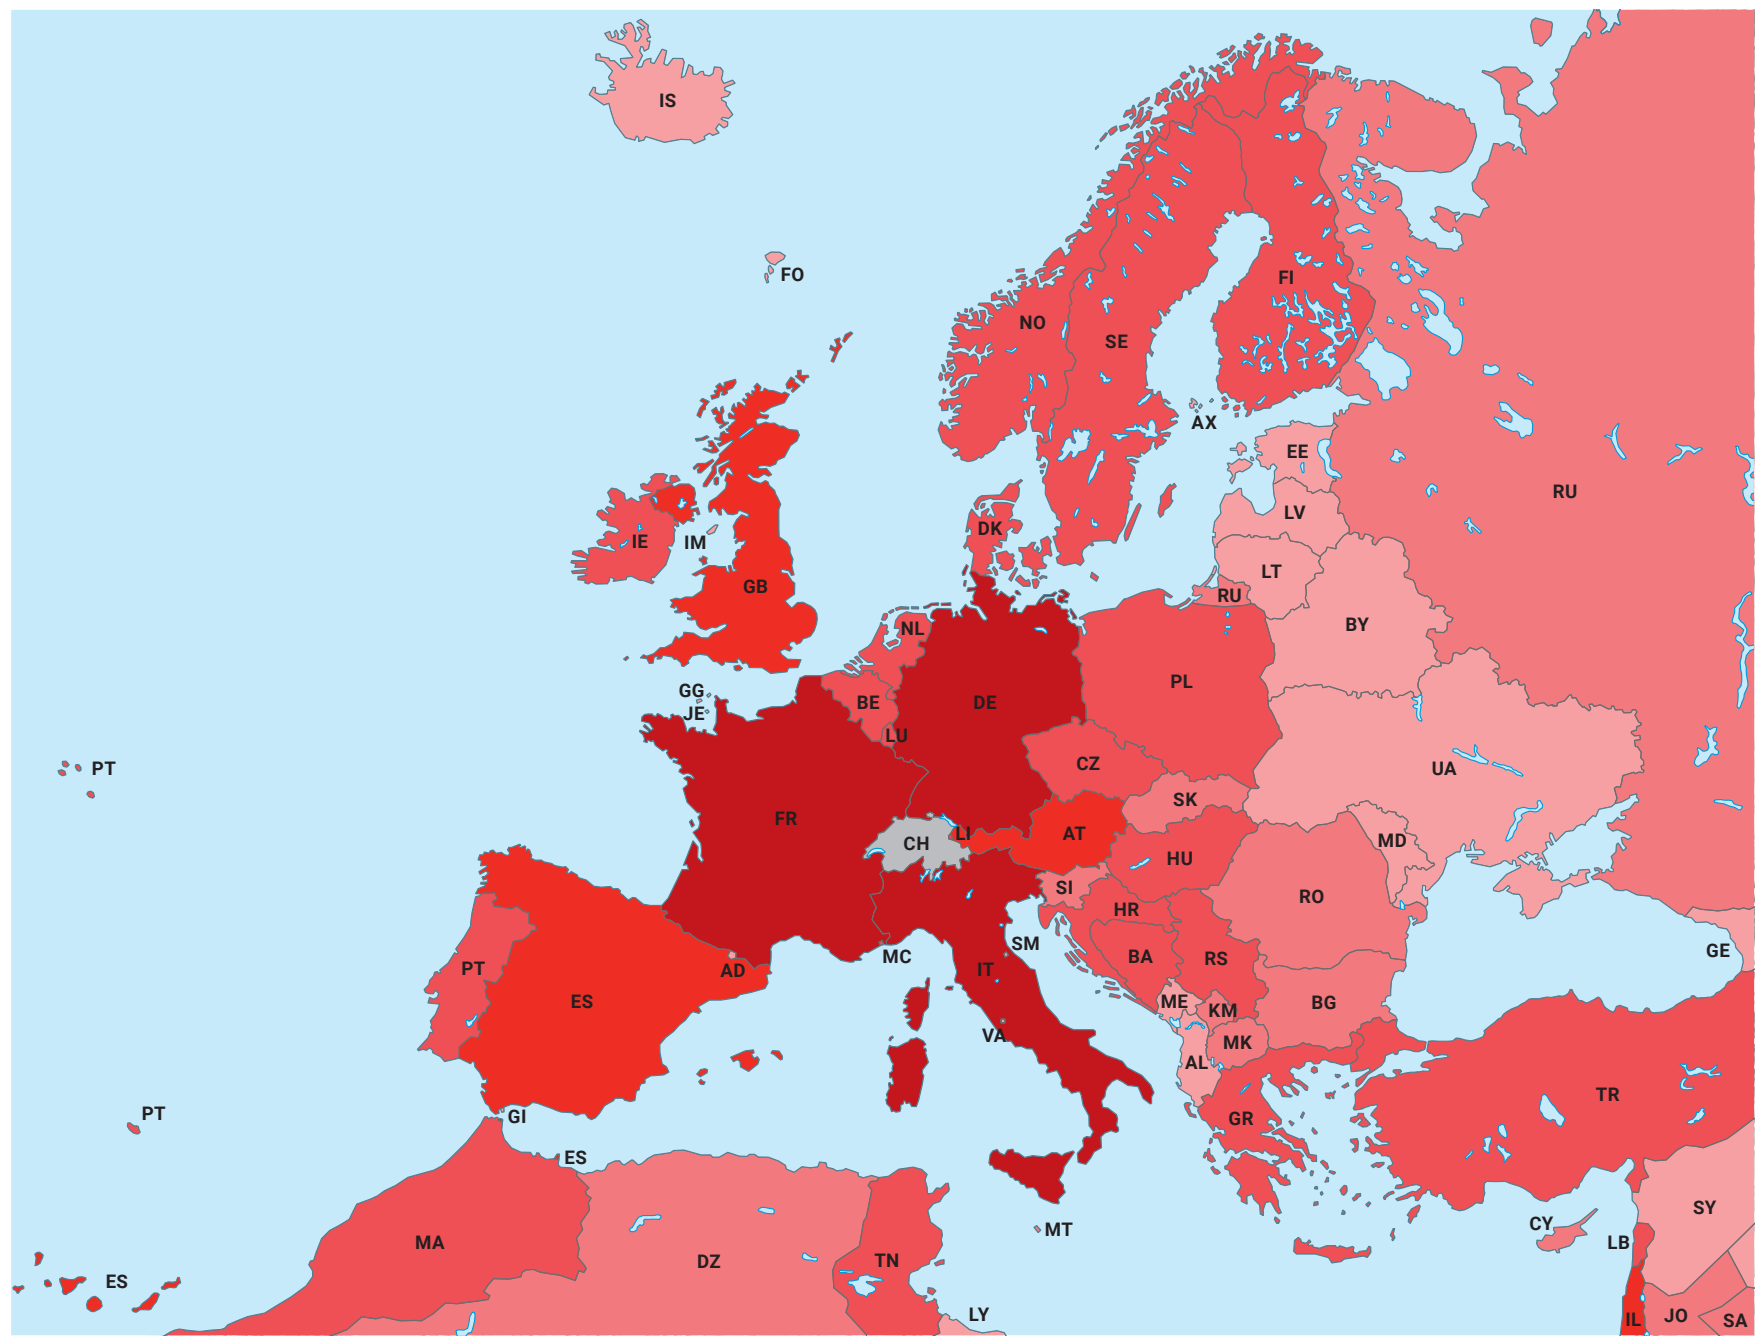 IS
FO
FI
NO
SE
AX
EE
RU
LV
DK
IE
IM
LT
GB
RU
BY
NL
PL
GG
BE
DE
JE
LU
CZ
PT
UA
SK
FR
LI
AT
CH
MD
HU
SI
RO
HR
SM
GE
MC
BA
RS
PT
AD
IT
ES
ME
BG
KM
VA
MK
AL
TR
PT
GI
GR
ES
SY
MT
CY
MA
LB
DZ
TN
ES
LY
JO
IL
SA